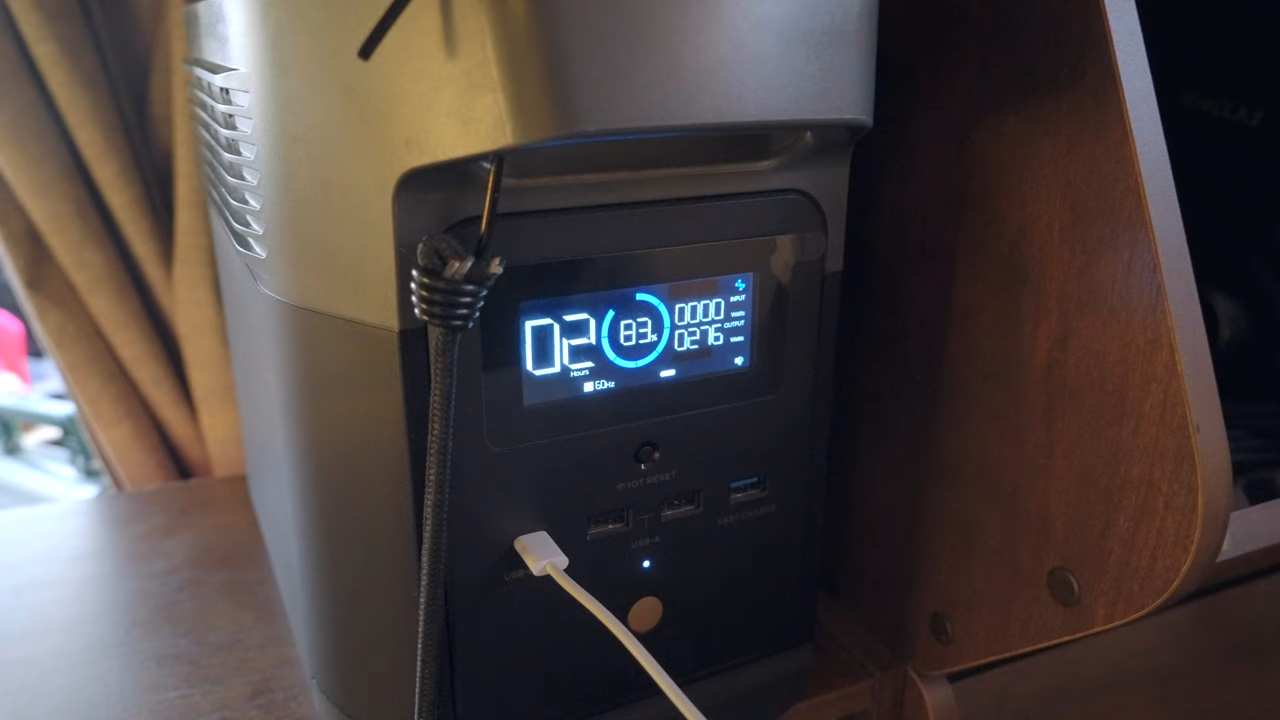 INPUT
02 83% 0000 Watts
OUTPUT
0276 Watts
Hours
60Hz
IOT RESET
FAST CHARGE
USB-A